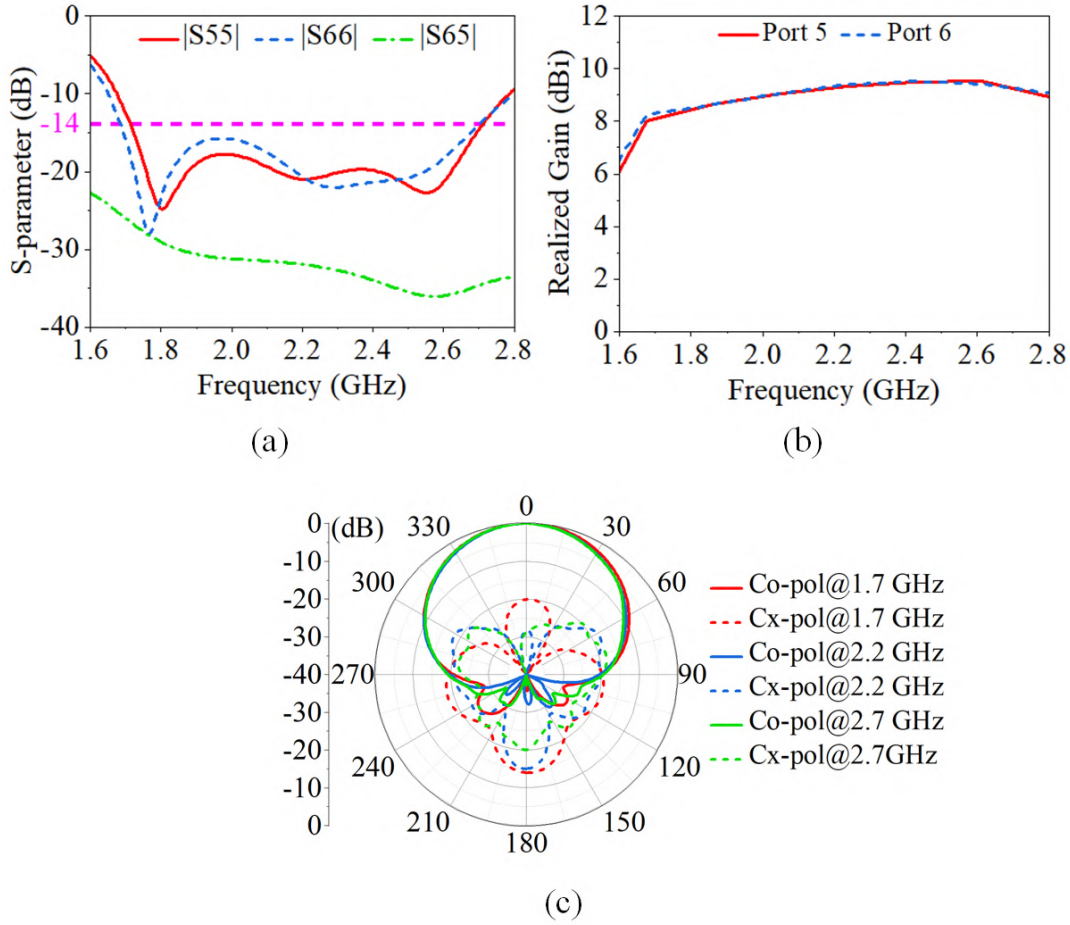 |S55| |S66| |S65|
S-parameter (dB)
0
-10
-14
-20
-30
-40
1.6 1.8 2.0 2.2 2.4 2.6 2.8
Frequency (GHz)
(a)
Port 5 Port 6
Realized Gain (dBi)
12
10
8
6
4
2
0
1.6 1.8 2.0 2.2 2.4 2.6 2.8
Frequency (GHz)
(b)
0
-10
-20
-30
-40
-30
-20
-10
0
(dB)
0
30
60
90
120
150
180
210
240
270
300
330
Co-pol@1.7 GHz
Cx-pol@1.7 GHz
Co-pol@2.2 GHz
Cx-pol@2.2 GHz
Co-pol@2.7 GHz
Cx-pol@2.7GHz
(c)